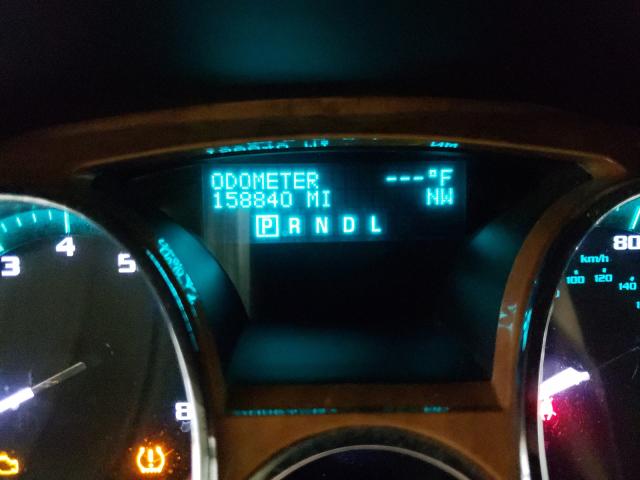 ODOMETER ---°F
158840 MI NW
P R N D L
3 4 5 8
80
km/h
100 120 140